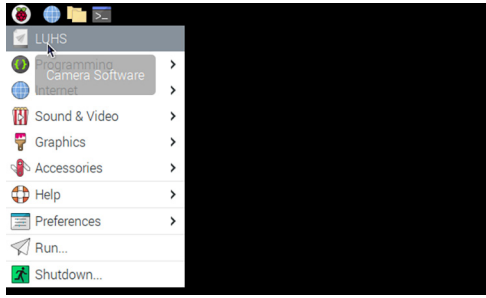 LUHS
Programming
Camera Software
Internet
Sound & Video
Graphics
Accessories
Help
Preferences
Run...
Shutdown...